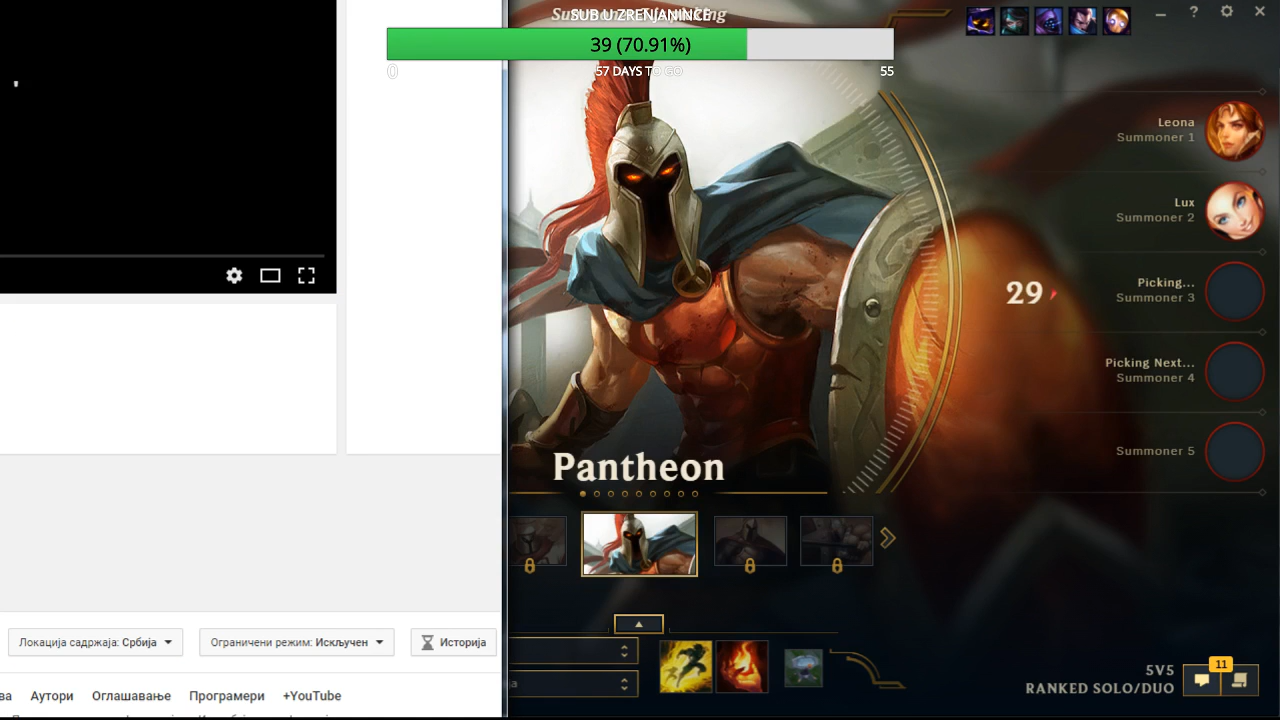 SUB U ZRENJANINCE
39 (70.91%)
0
57 DAYS TO GO
55
?
Leona
Summoner 1
Lux
Summoner 2
29
Picking...
Summoner 3
Picking Next...
Summoner 4
Summoner 5
Pantheon
Локација садржаја: Србија
Ограничени режим: Искључен
Историја
ва
Аутори
Оглашавање
Програмери
+YouTube
a
5V5
RANKED SOLO/DUO
11